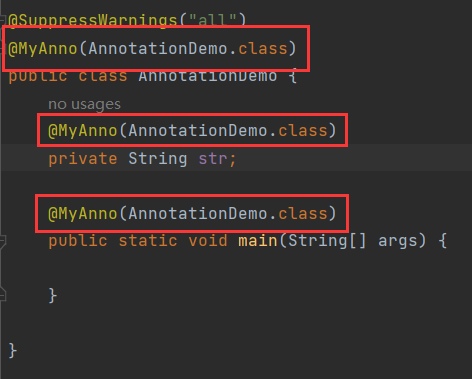 @SuppressWarnings("all")
@MyAnno(AnnotationDemo.class)
public class AnnotationDemo {
no usages
@MyAnno(AnnotationDemo.class)
private String str;
@MyAnno(AnnotationDemo.class)
public static void main(String[] args) {
}
}